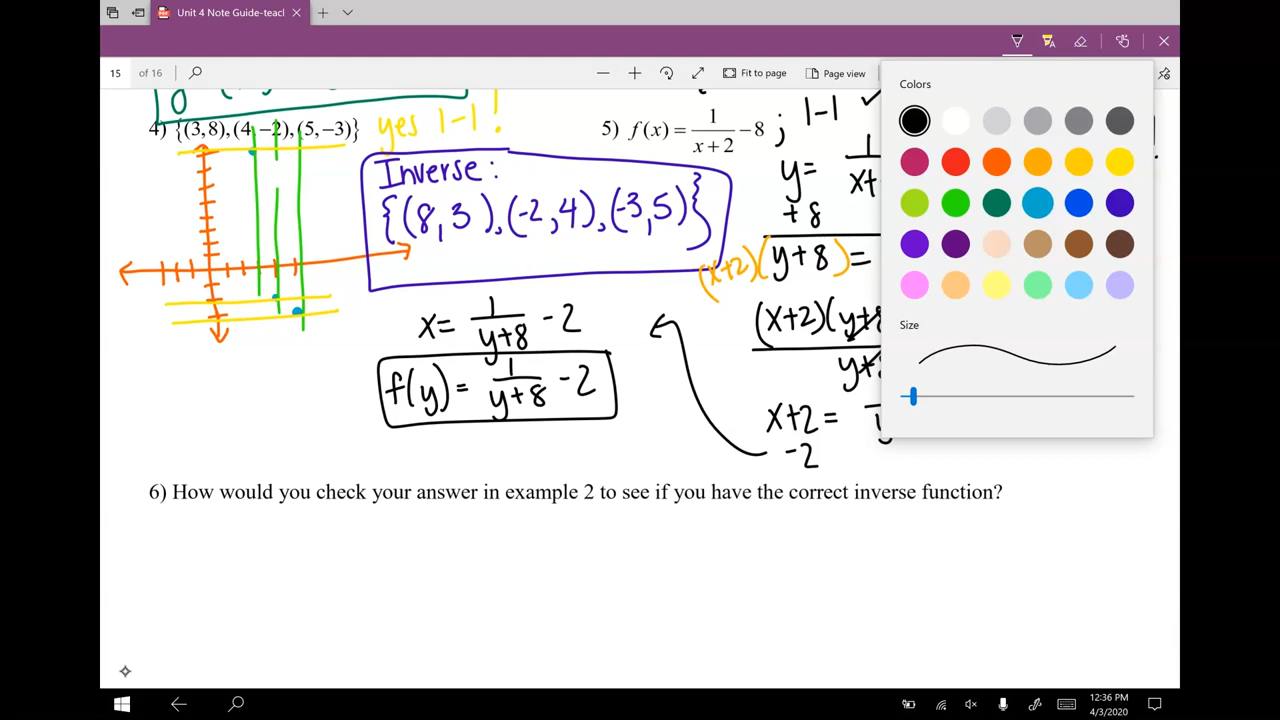 Unit 4 Note Guide-teacl
15 of 16
Fit to page
Page view
4) {(3,8),(4,−2),(5,−3)} yes 1-1!
Inverse:
{(8,3),(-2,4),(-3,5)}
x= 1/(y+8) -2
f(y) = 1/(y+8) -2
5) f(x) = 1/(x+2) −8 ; 1-1 ✓
y= 1/x+
+8
(x+2)(y+8)=
(x+2)(y+8
y+
x+2 =
-2
6) How would you check your answer in example 2 to see if you have the correct inverse function?
Colors
Size
12:36 PM
4/3/2020